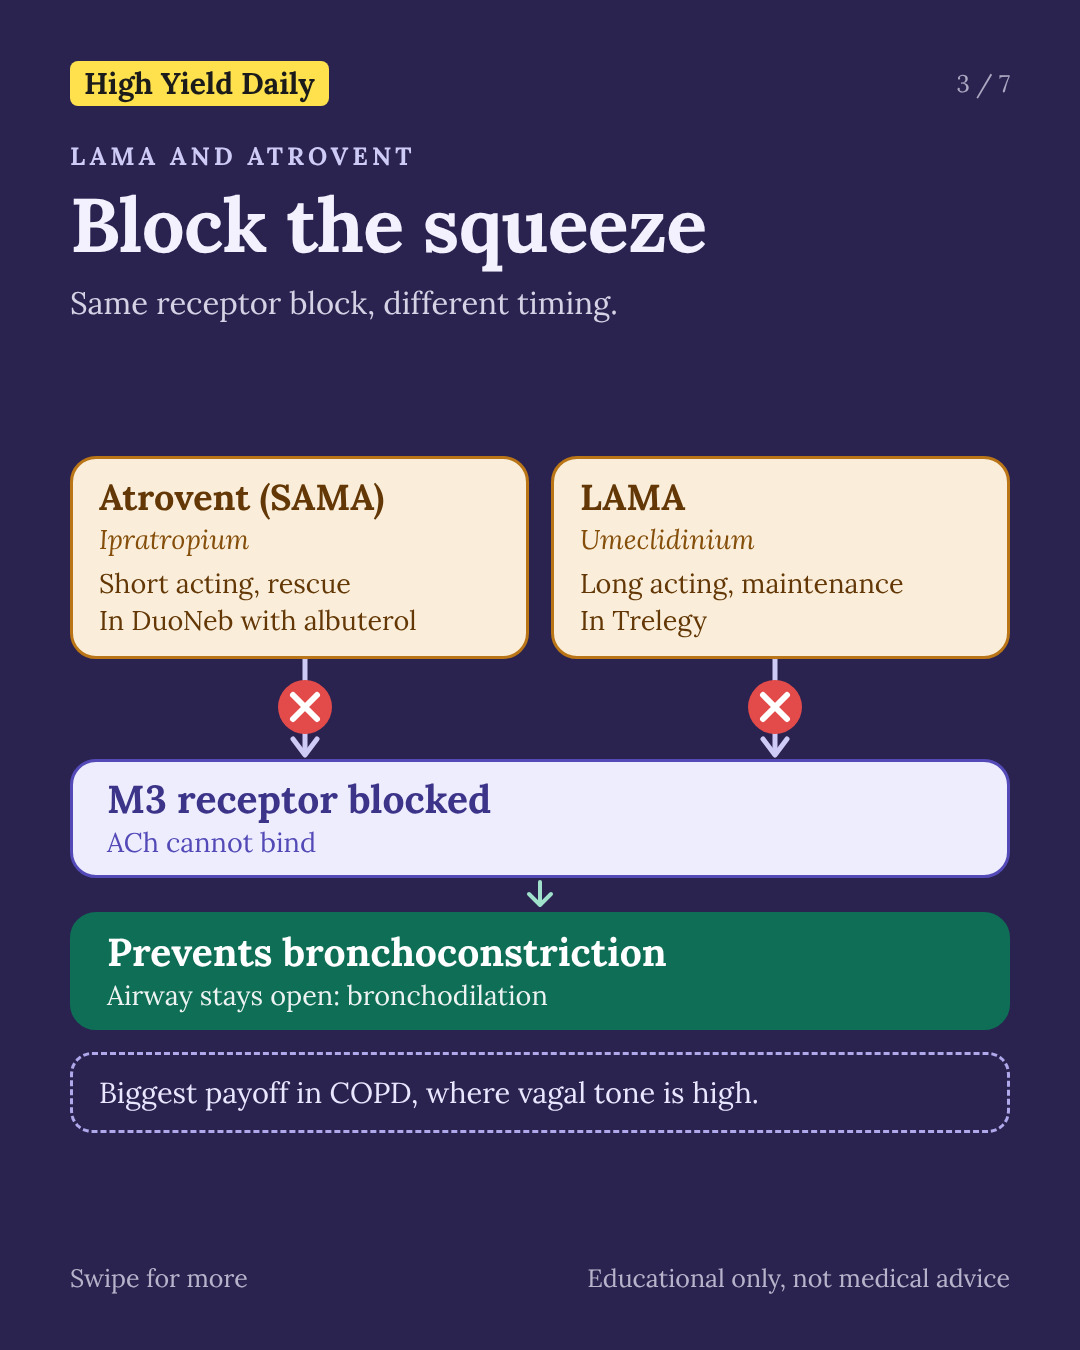 High Yield Daily
3 / 7
LAMA AND ATROVENT
Block the squeeze
Same receptor block, different timing.
Atrovent (SAMA)
Ipratropium
Short acting, rescue
In DuoNeb with albuterol
LAMA
Umeclidinium
Long acting, maintenance
In Trelegy
M3 receptor blocked
ACh cannot bind
Prevents bronchoconstriction
Airway stays open: bronchodilation
Biggest payoff in COPD, where vagal tone is high.
Swipe for more
Educational only, not medical advice